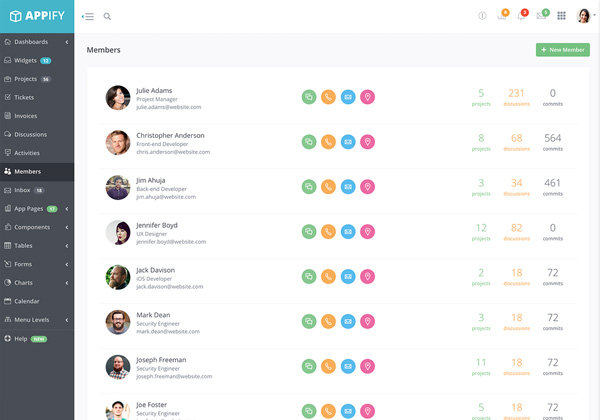 APPIFY
6
3
5
Dashboards
Widgets 12
Projects 56
Tickets
Invoices
Discussions
Activities
Members
Inbox 18
App Pages 17
Components
Tables
Forms
Charts
Calendar
Menu Levels
Help NEW
Members
+ New Member
Julie Adams
Project Manager
julie.adams@website.com
5 231 0
projects discussions commits
Christopher Anderson
Front-end Developer
chris.anderson@website.com
8 68 564
projects discussions commits
Jim Ahuja
Back-end Developer
jim.ahuja@website.com
3 34 461
projects discussions commits
Jennifer Boyd
UX Designer
jennifer.boyd@website.com
12 82 0
projects discussions commits
Jack Davison
iOS Developer
jack.davison@website.com
2 18 72
projects discussions commits
Mark Dean
Security Engineer
mark.dean@website.com
3 18 72
projects discussions commits
Joseph Freeman
Security Engineer
joseph.freeman@website.com
11 18 72
projects discussions commits
Joe Foster
Security Engineer
18 72